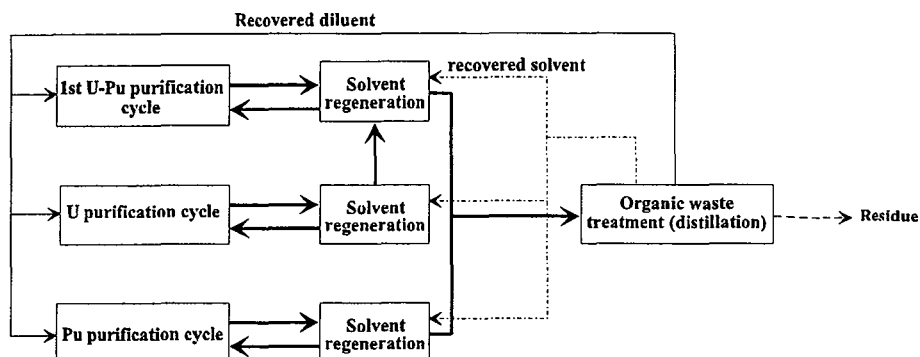 Recovered diluent
recovered solvent
1st U-Pu purification
cycle
Solvent
regeneration
U purification cycle
Solvent
regeneration
Organic waste
treatment (distillation)
Residue
Pu purification cycle
Solvent
regeneration